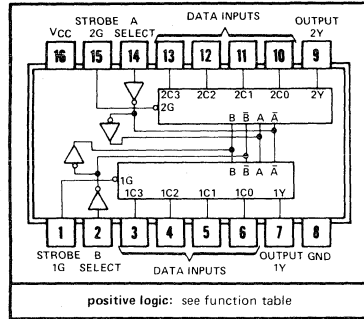 STROBE A DATA INPUTS OUTPUT
VCC 2G SELECT 2Y
16 15 14 13 12 11 10 9
2C3 2C2 2C1 2C0 2Y
2G
B B̅ A A̅
B B̅ A A̅
1G
1C3 1C2 1C1 1C0 1Y
1 2 3 4 5 6 7 8
STROBE B OUTPUT GND
1G SELECT DATA INPUTS 1Y
positive logic: see function table